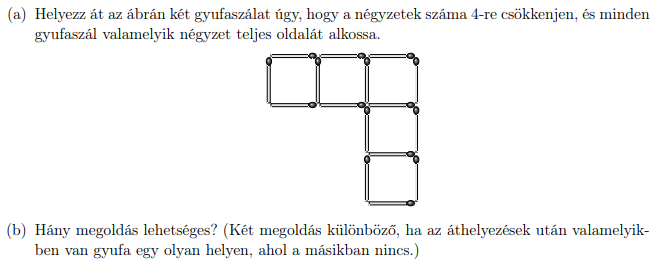 (a) Helyezz át az ábrán két gyufaszálat úgy, hogy a négyzetek száma 4-re csökkenjen, és minden
gyufaszál valamelyik négyzet teljes oldalát alkossa.
(b) Hány megoldás lehetséges? (Két megoldás különböző, ha az áthelyezések után valamelyik-
ben van gyufa egy olyan helyen, ahol a másikban nincs.)